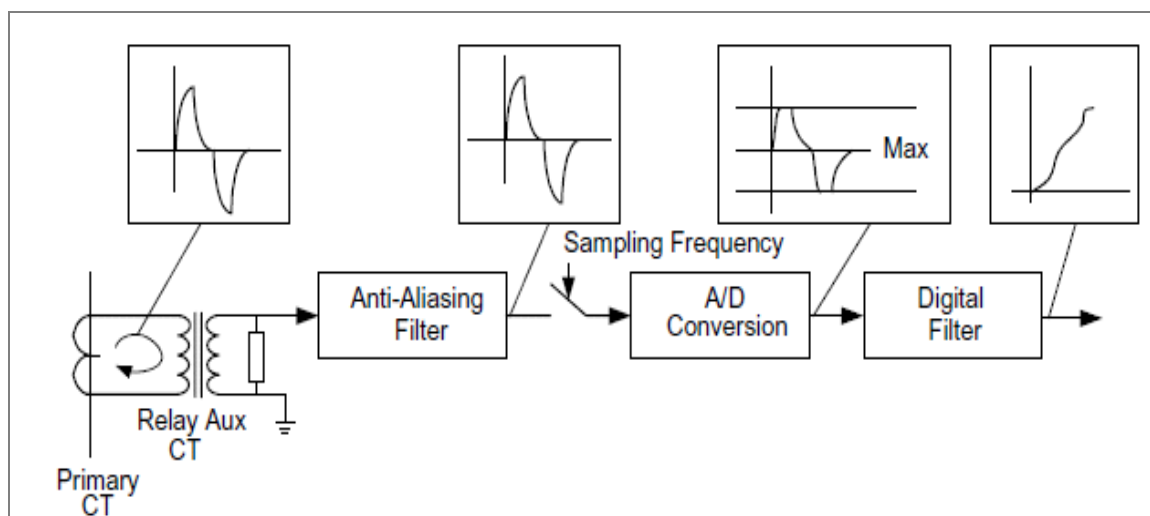 Max
Sampling Frequency
Anti-Aliasing
Filter
A/D
Conversion
Digital
Filter
Relay Aux
CT
Primary
CT